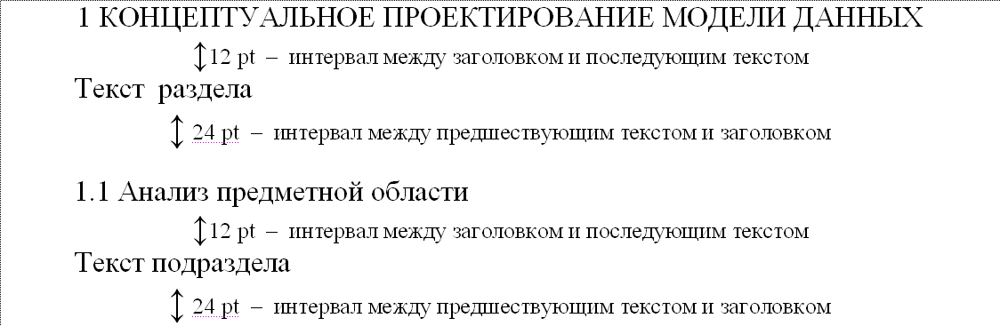 1 КОНЦЕПТУАЛЬНОЕ ПРОЕКТИРОВАНИЕ МОДЕЛИ ДАННЫХ
↕12 pt – интервал между заголовком и последующим текстом
Текст раздела
↕ 24 pt – интервал между предшествующим текстом и заголовком
1.1 Анализ предметной области
↕12 pt – интервал между заголовком и последующим текстом
Текст подраздела
↕ 24 pt – интервал между предшествующим текстом и заголовком